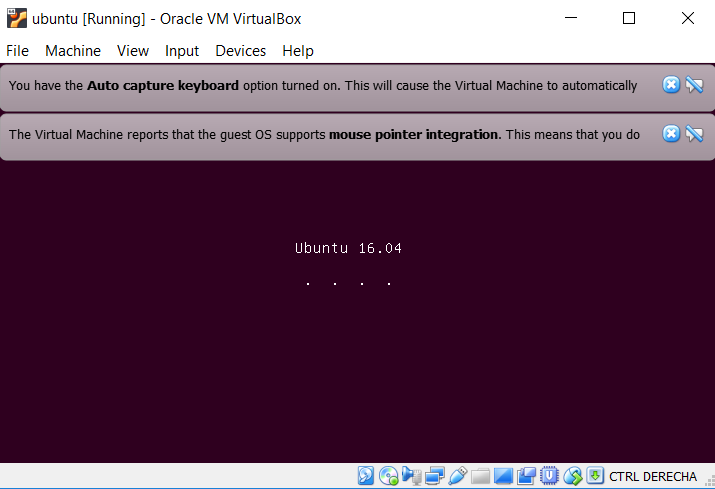 ubuntu [Running] - Oracle VM VirtualBox
File Machine View Input Devices Help
You have the Auto capture keyboard option turned on. This will cause the Virtual Machine to automatically
The Virtual Machine reports that the guest OS supports mouse pointer integration. This means that you do
Ubuntu 16.04
. . . .
CTRL DERECHA